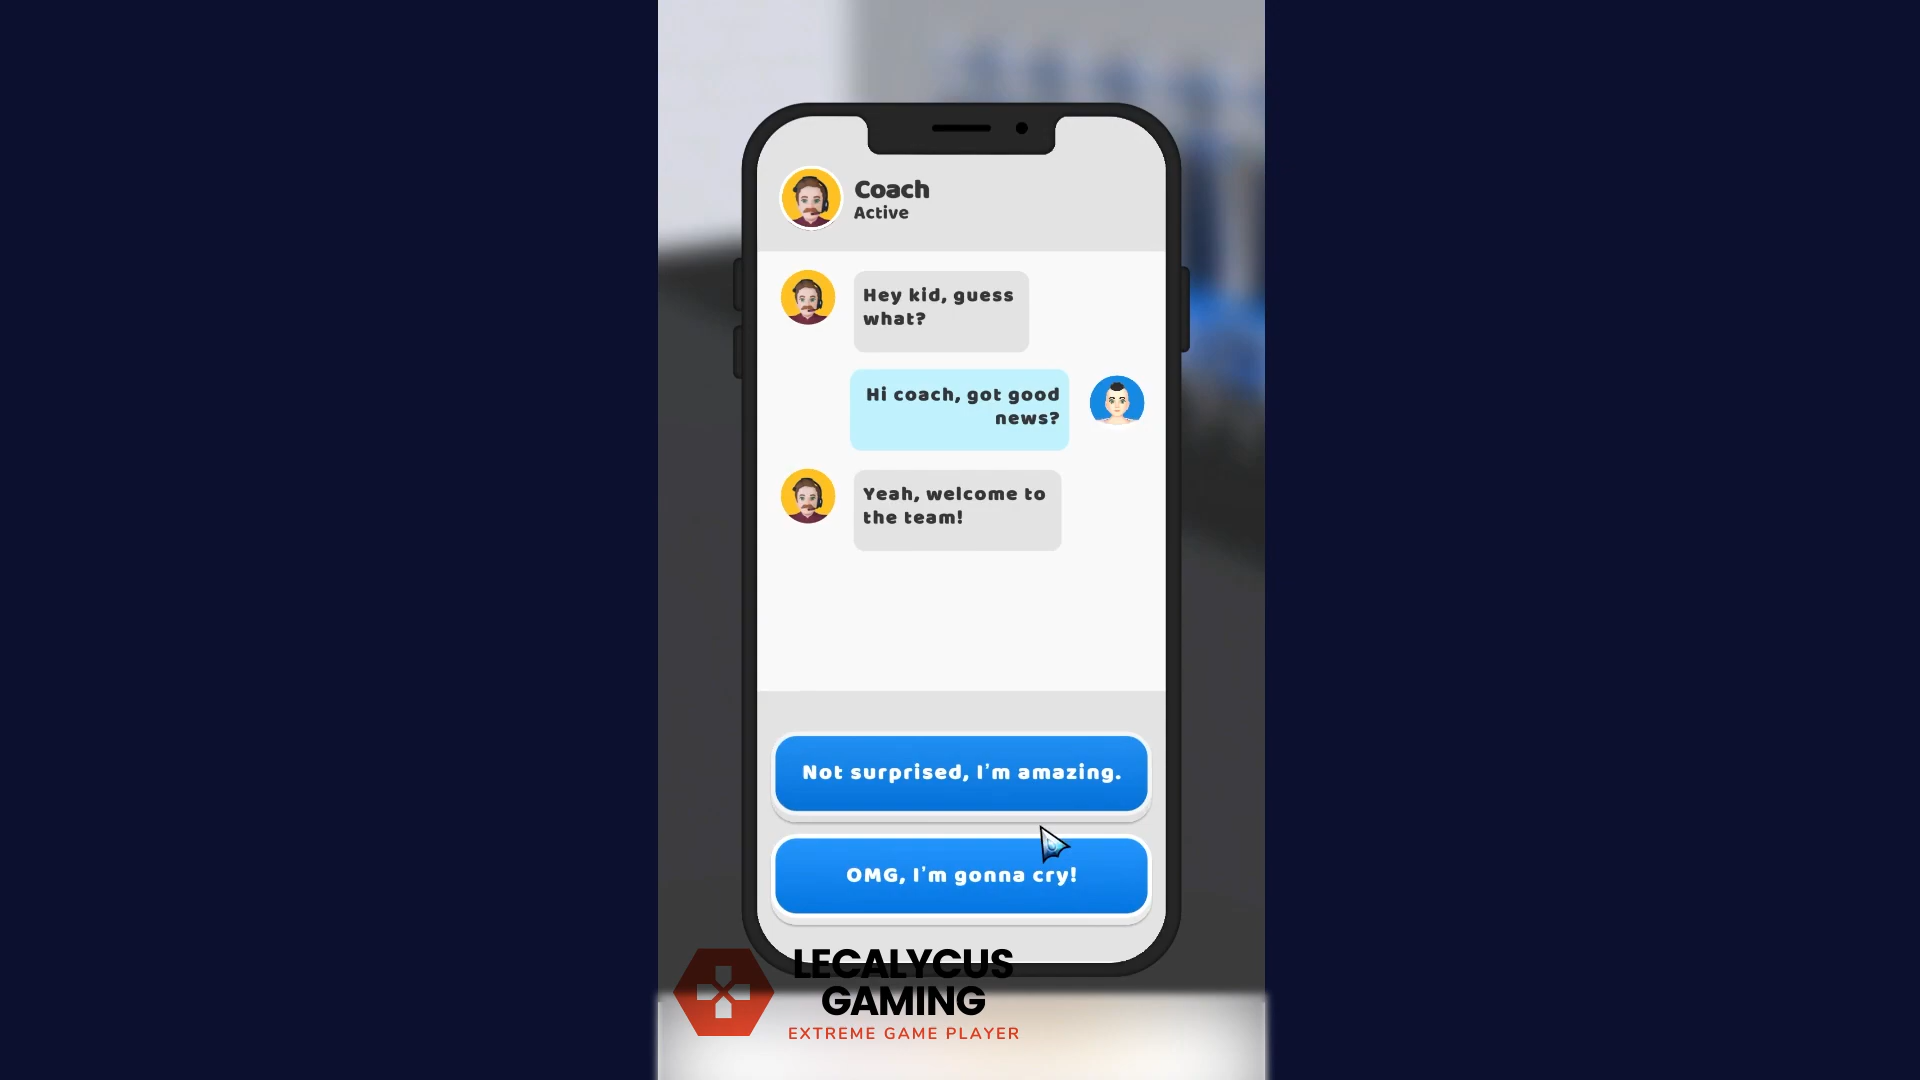 Coach
Active
Hey kid, guess
what?
Hi coach, got good
news?
Yeah, welcome to
the team!
Not surprised, I'm amazing.
OMG, I'm gonna cry!
LECALYCUS
GAMING
EXTREME GAME PLAYER